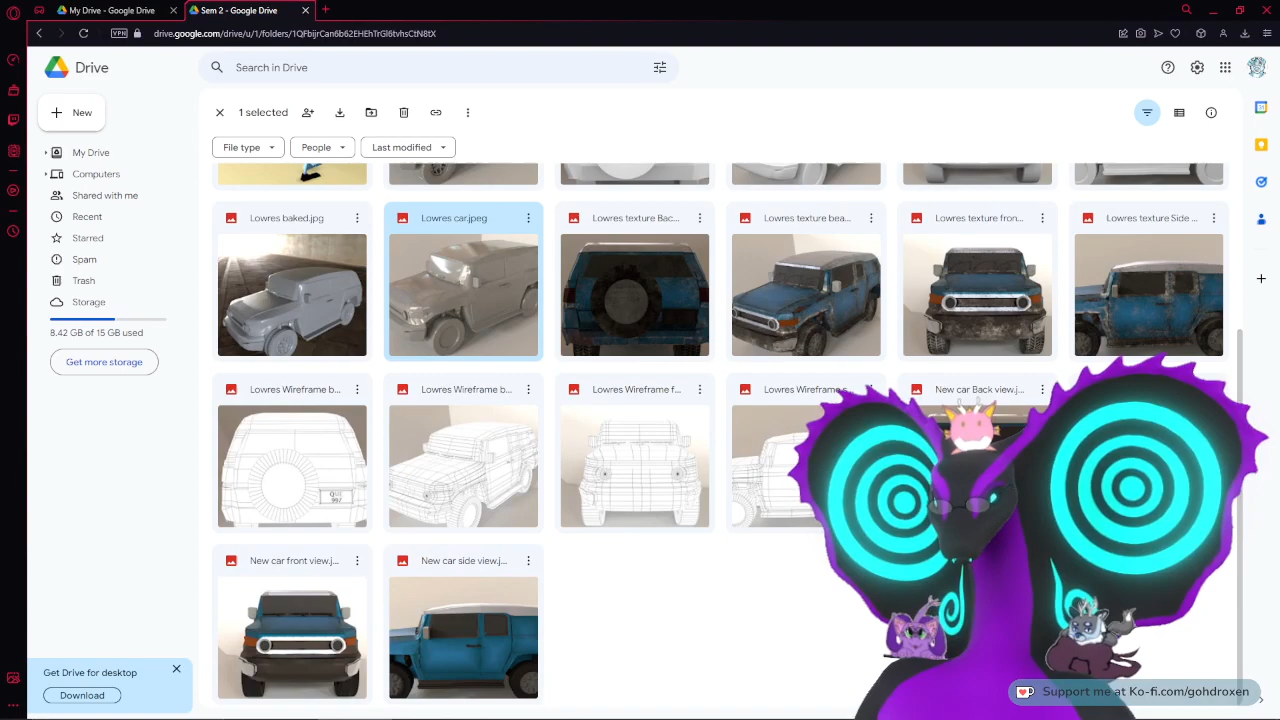 My Drive - Google Drive
Sem 2 - Google Drive
VPN
drive.google.com/drive/u/1/folders/1QFbijrCan6b62EHEhTrGl6tvhsCtN8tX
Drive
Search in Drive
New
1 selected
File type
People
Last modified
My Drive
Computers
Shared with me
Recent
Starred
Spam
Trash
Storage
8.42 GB of 15 GB used
Get more storage
Lowres baked.jpg
Lowres car.jpeg
Lowres texture Bac...
Lowres texture bea...
Lowres texture fron...
Lowres texture Side ...
Lowres Wireframe b...
Lowres Wireframe b...
Lowres Wireframe f...
Lowres Wireframe s...
New car Back view.j...
New car front view.j...
New car side view.j...
Get Drive for desktop
Download
Support me at Ko-fi.com/gohdroxen